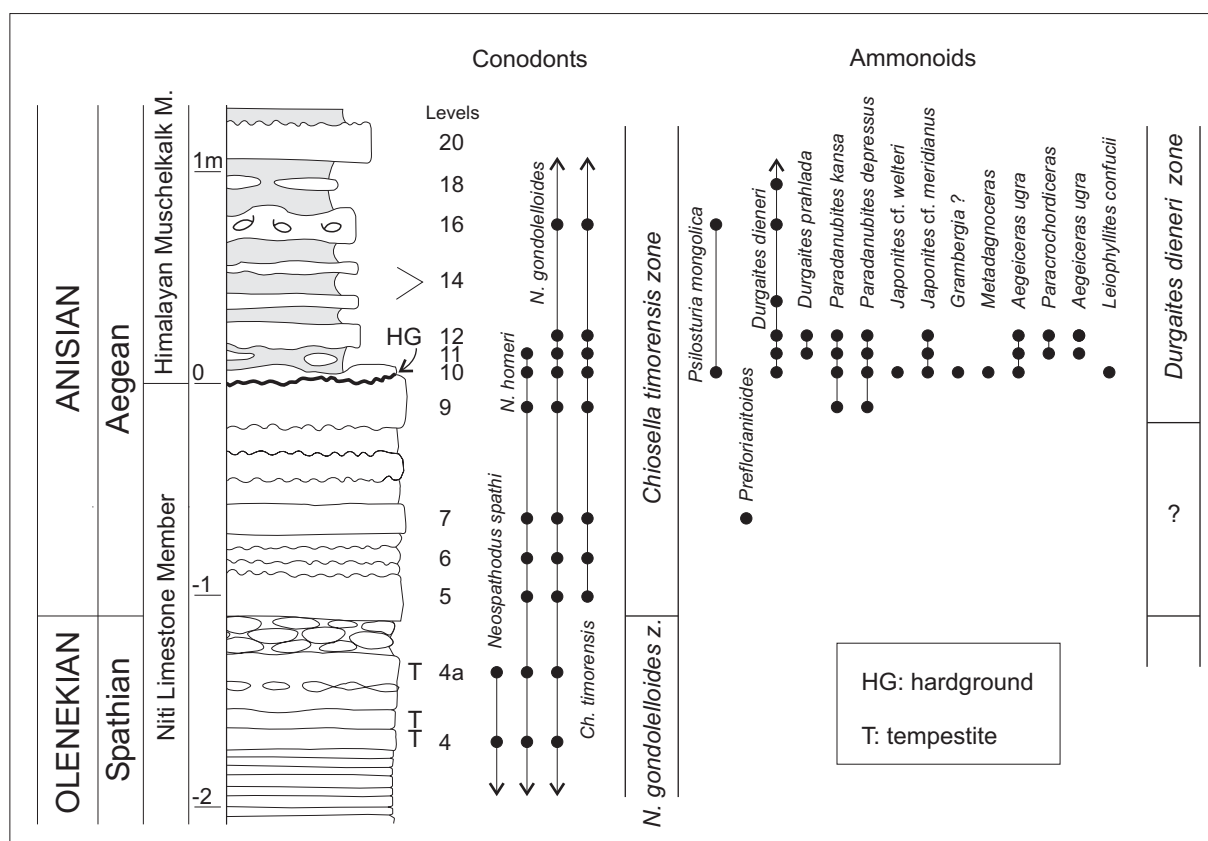 Conodonts
Ammonoids
Levels
ANISIAN
Aegean
Himalayan Muschelkalk M.
OLENEKIAN
Spathian
Niti Limestone Member
1m
0
-1
-2
HG
T
T
T
20
18
16
14
12
11
10
9
7
6
5
4a
4
Neospathodus spathi
N. homeri
N. gondolelloides
Ch. timorensis
Chiosella timorensis zone
N. gondolelloides z.
Psilosturia mongolica
Preflorianitoides
Durgaites dieneri
Durgaites prahlada
Paradanubites kansa
Paradanubites depressus
Japonites cf. welteri
Japonites cf. meridianus
Grambergia ?
Metadagnoceras
Aegeiceras ugra
Paracrochordiceras
Aegeiceras ugra
Leiophyllites confucii
Durgaites dieneri zone
?
HG: hardground
T: tempestite